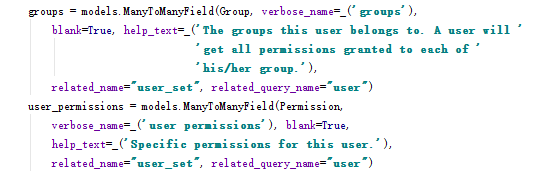 groups = models.ManyToManyField(Group, verbose_name=_('groups'),
blank=True, help_text=_('The groups this user belongs to. A user will '
'get all permissions granted to each of '
'his/her group.'),
related_name="user_set", related_query_name="user")
user_permissions = models.ManyToManyField(Permission,
verbose_name=_('user permissions'), blank=True,
help_text=_('Specific permissions for this user.'),
related_name="user_set", related_query_name="user")